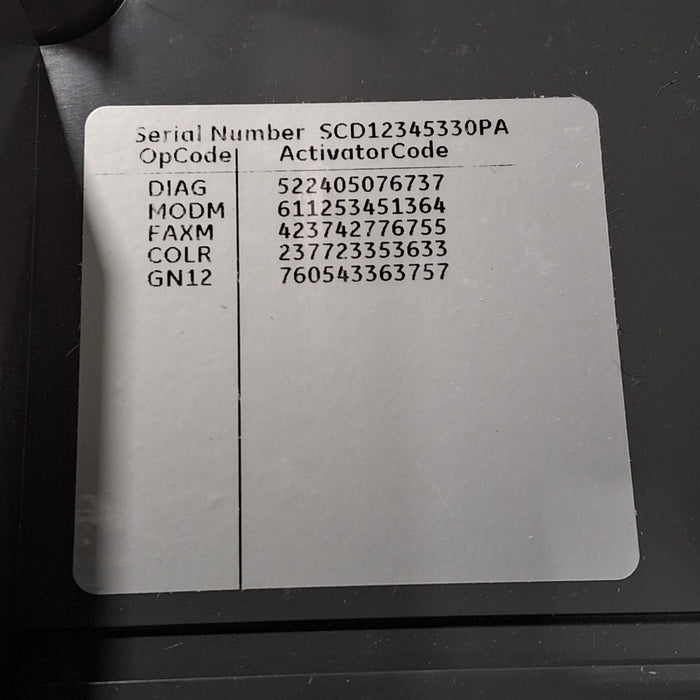 Serial Number SCD12345330PA
OpCode ActivatorCode
DIAG 522405076737
MODM 611253451364
FAXM 423742776755
COLR 237723353633
GN12 760543363757